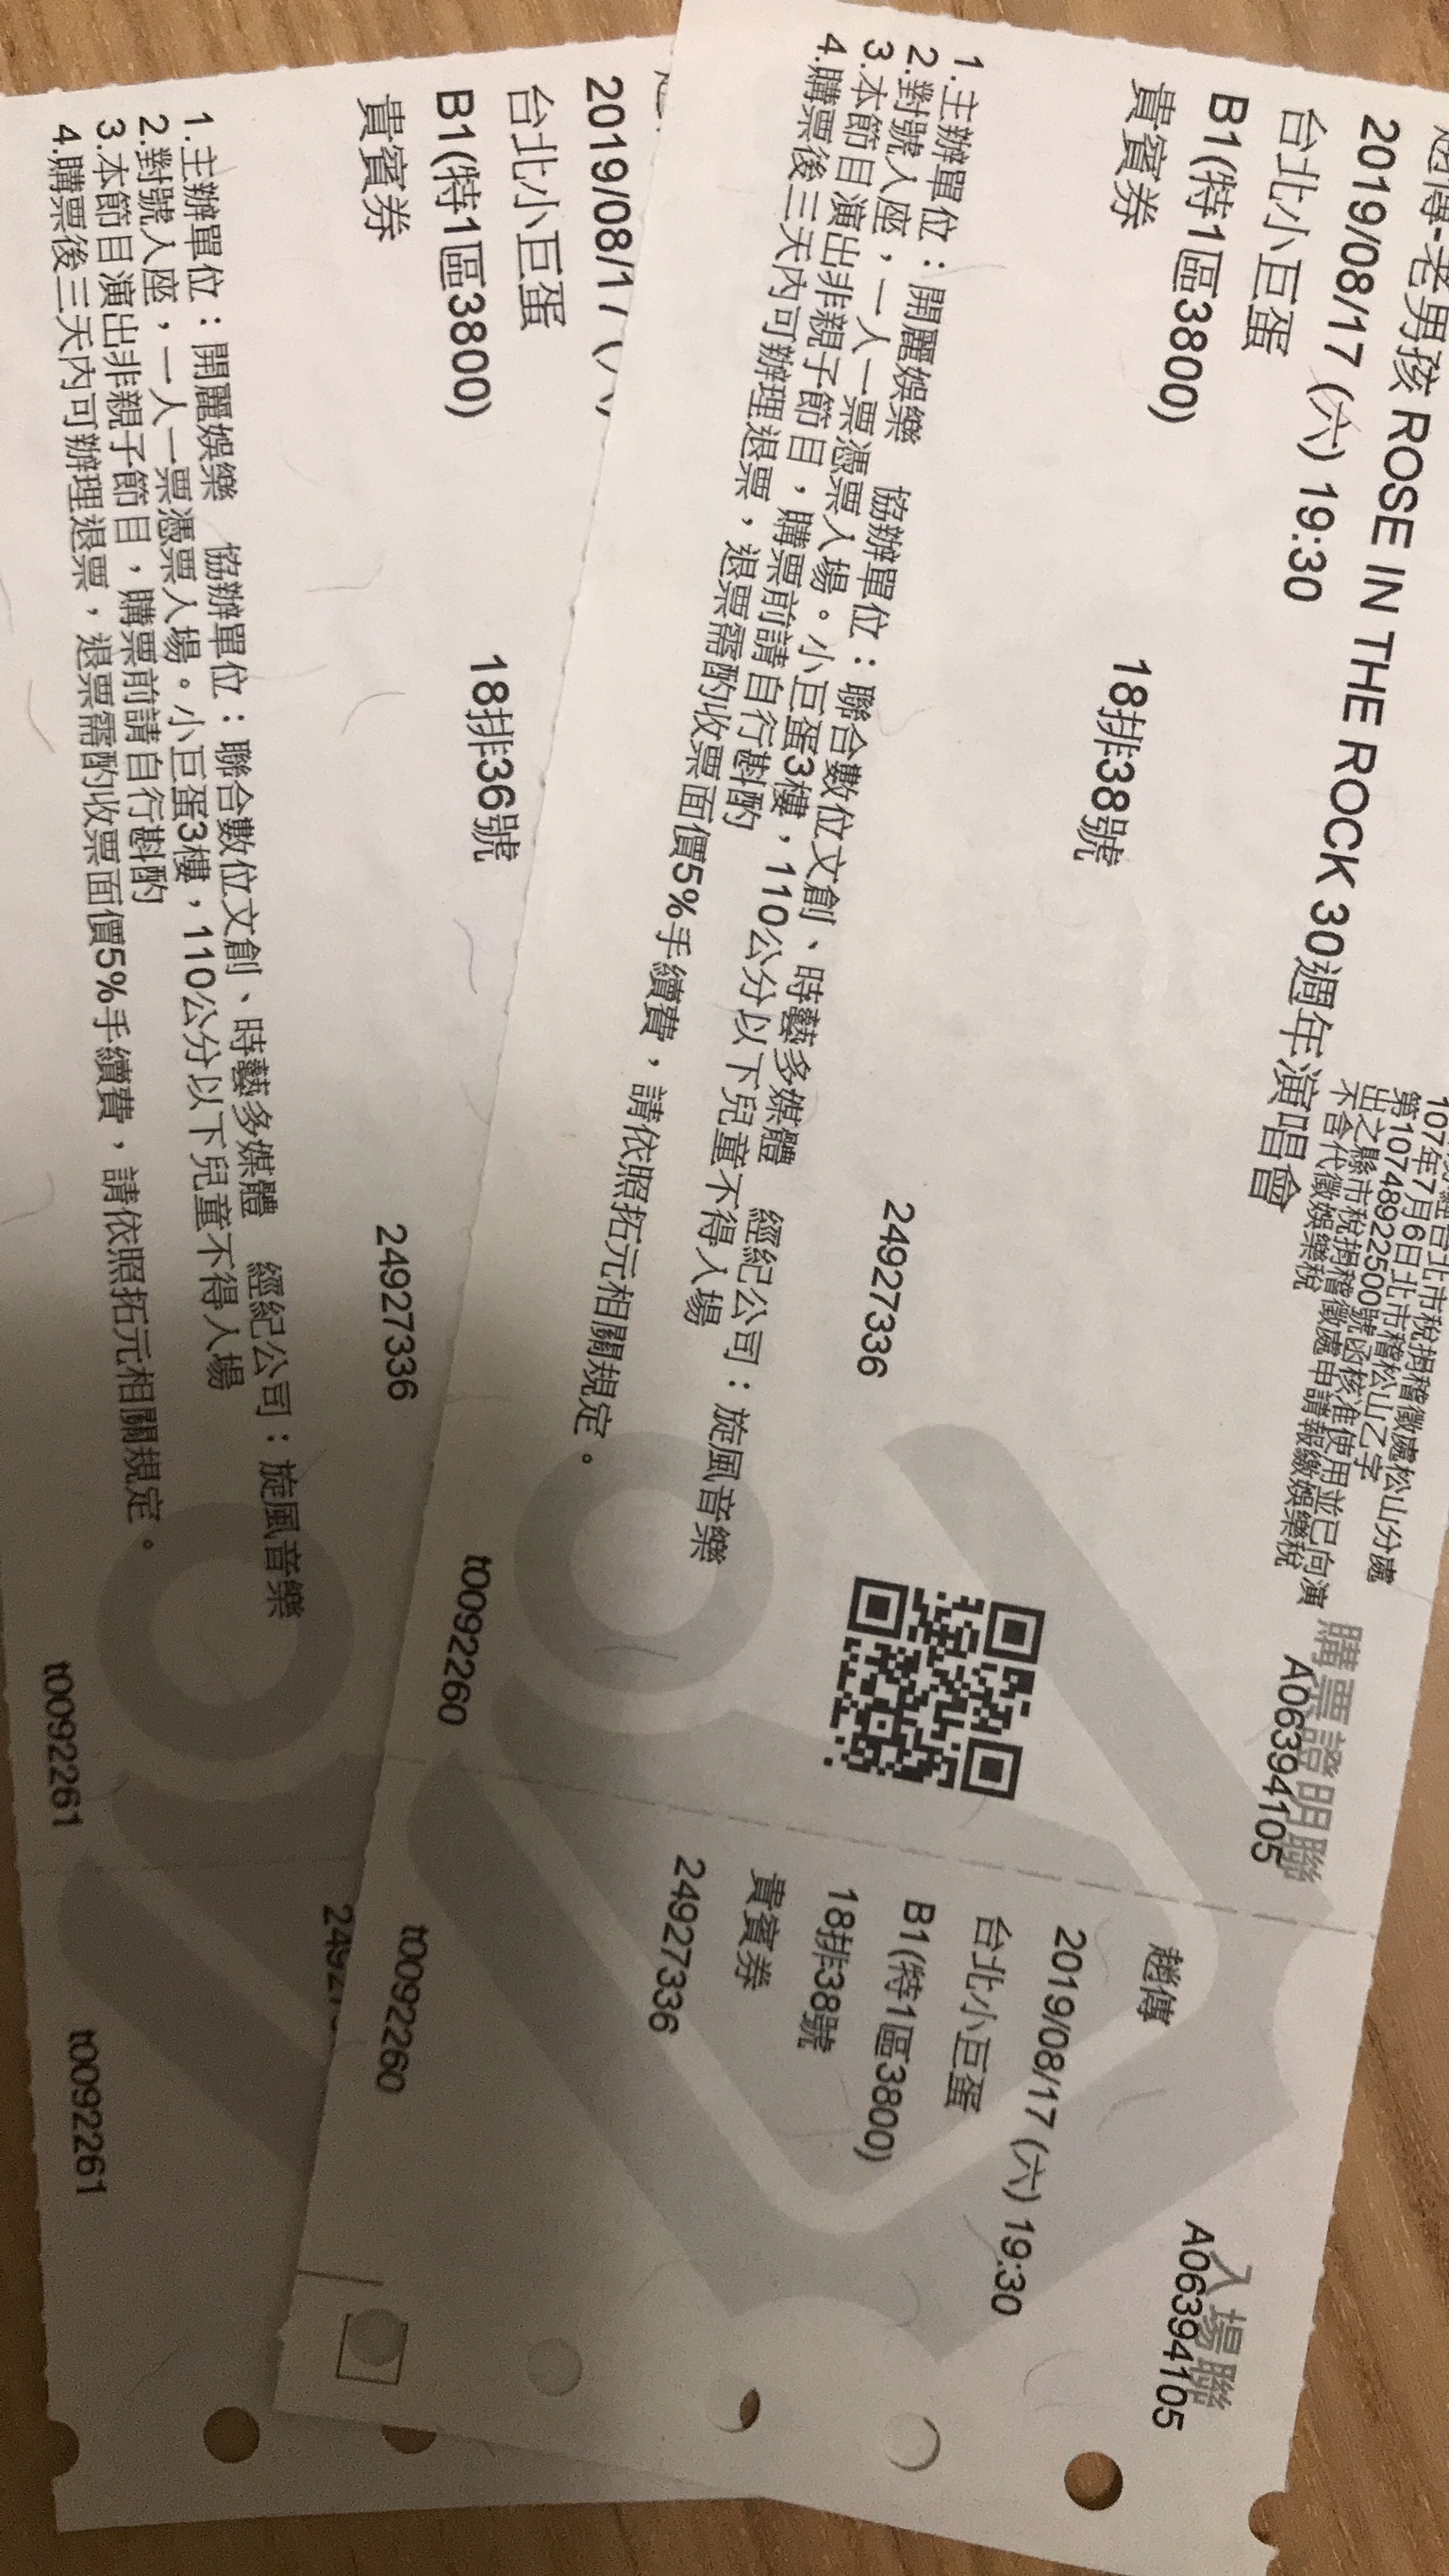 107年7月6日北市稽松山乙字
第10748922500號函核准使用並已向演
出之縣市稅捐稽徵處申請報繳娛樂稅
不含代徵娛樂稅
購票證明聯
A06394105
趙傳-老男孩 ROSE IN THE ROCK 30週年演唱會
2019/08/17 (六) 19:30
台北小巨蛋
B1(特1區3800)
18排38號
貴賓券
24927336
1.主辦單位：開麗娛樂 協辦單位：聯合數位文創、時藝多媒體 經紀公司：旋風音樂
2.對號入座，一人一票憑票入場。小巨蛋3樓，110公分以下兒童不得入場
3.本節目演出非親子節目，購票前請自行斟酌
4.購票後三天內可辦理退票，退票需酌收票面價5%手續費，請依照拓元相關規定。
t0092260
入場聯
A06394105
趙傳
2019/08/17 (六) 19:30
台北小巨蛋
B1(特1區3800)
18排38號
貴賓券
24927336
t0092260
2019/08/17
台北小巨蛋
B1(特1區3800)
18排36號
貴賓券
24927336
1.主辦單位：開麗娛樂 協辦單位：聯合數位文創、時藝多媒體 經紀公司：旋風音樂
2.對號入座，一人一票憑票入場。小巨蛋3樓，110公分以下兒童不得入場
3.本節目演出非親子節目，購票前請自行斟酌
4.購票後三天內可辦理退票，退票需酌收票面價5%手續費，請依照拓元相關規定。
t0092261
t0092261